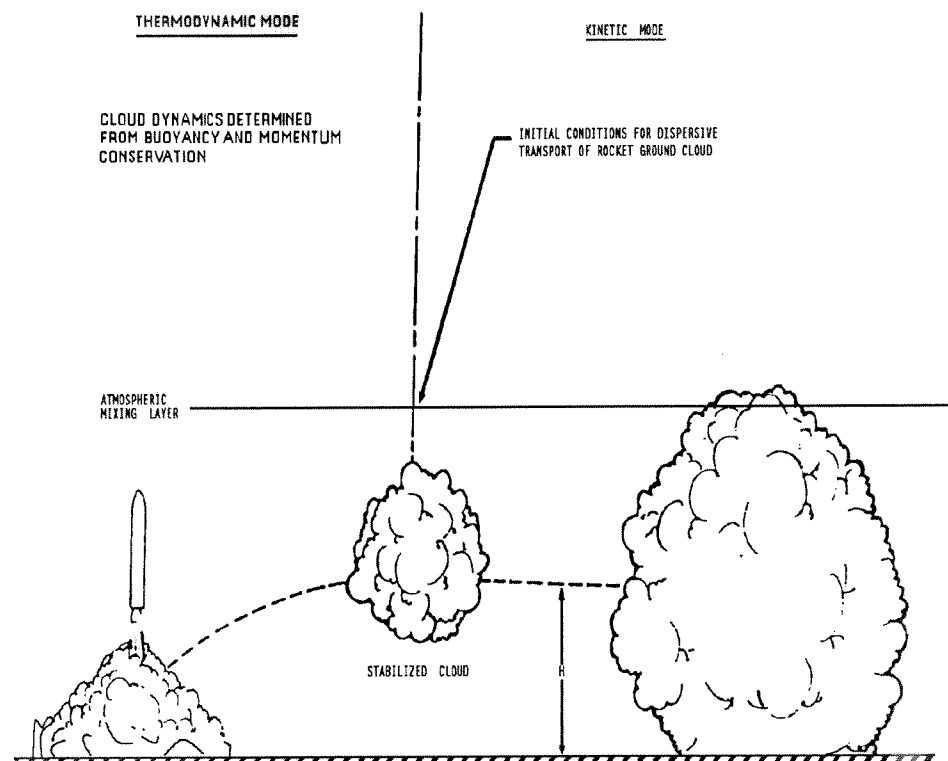 THERMODYNAMIC MODE
KINETIC MODE
CLOUD DYNAMICS DETERMINED
FROM BUOYANCY AND MOMENTUM
CONSERVATION
INITIAL CONDITIONS FOR DISPERSIVE
TRANSPORT OF ROCKET GROUND CLOUD
ATMOSPHERIC
MIXING LAYER
STABILIZED CLOUD
H